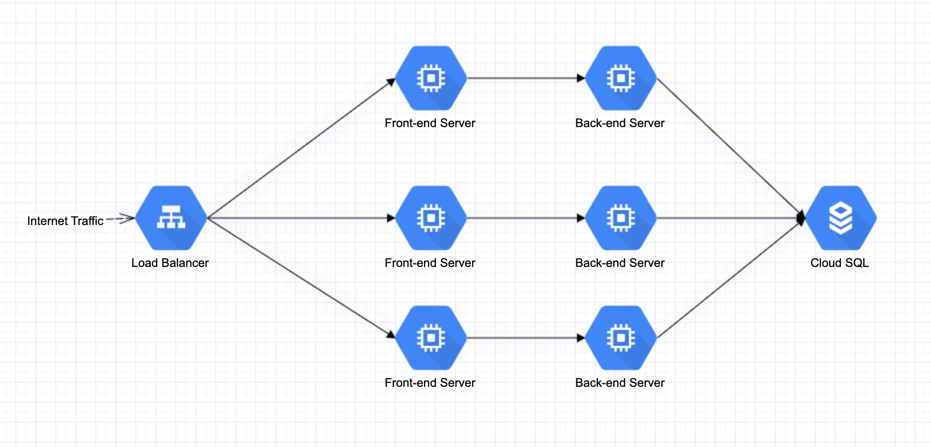 Front-end Server
Back-end Server
Internet Traffic
Load Balancer
Front-end Server
Back-end Server
Cloud SQL
Front-end Server
Back-end Server